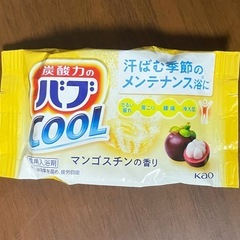 炭酸力の
バブ
COOL
汗ばむ季節の
メンテナンス浴に
マンゴスチンの香り
薬用入浴剤
Kao